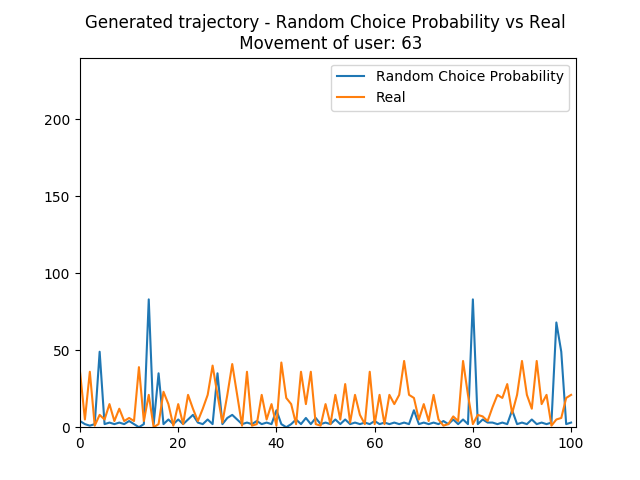 Generated trajectory - Random Choice Probability vs Real
Movement of user: 63
Random Choice Probability
Real
200
150
100
50
0
0 20 40 60 80 100